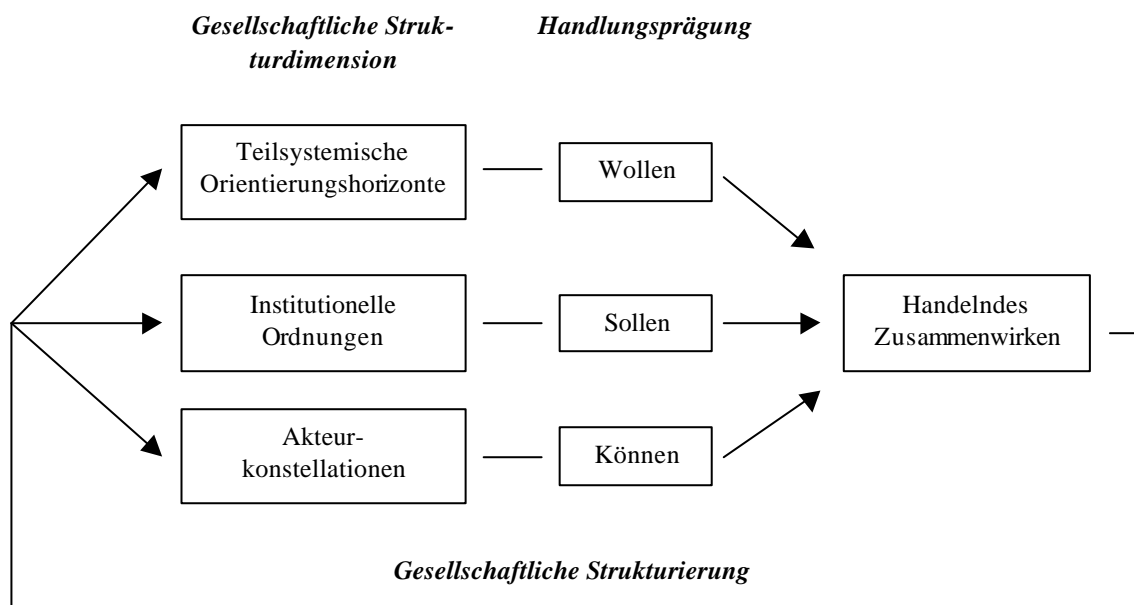 Gesellschaftliche Struk-
turdimension
Handlungsprägung
Teilsystemische
Orientierungshorizonte
Wollen
Institutionelle
Ordnungen
Sollen
Handelndes
Zusammenwirken
Akteur-
konstellationen
Können
Gesellschaftliche Strukturierung